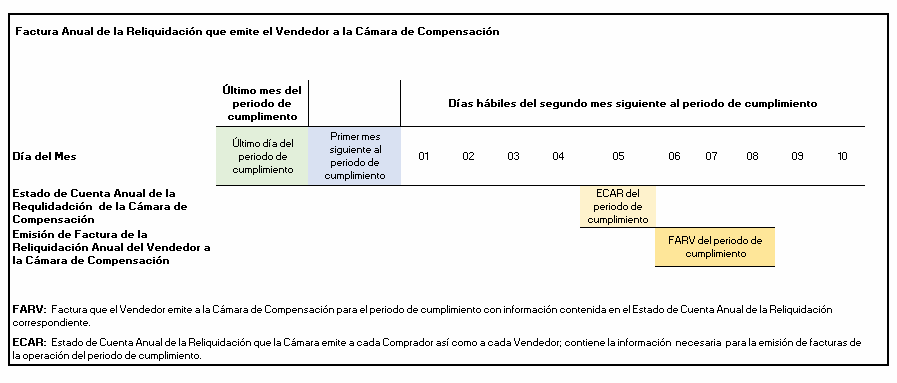 Factura Anual de la Reliquidación que emite el Vendedor a la Cámara de Compensación
Último mes del
periodo de
cumplimento
Días hábiles del segundo mes siguiente al periodo de cumplimiento
Día del Mes
Último día del
periodo de
cumplimiento
Primer mes
siguiente al
periodo de
cumplimiento
01 02 03 04 05 06 07 08 09 10
Estado de Cuenta Anual de la
Requlidadción de la Cámara de
Compensación
ECAR del
periodo de
cumplimiento
Emisión de Factura de la
Reliquidación Anual del Vendedor a
la Cámara de Compensación
FARV del periodo de
cumplimiento
FARV: Factura que el Vendedor emite a la Cámara de Compensación para el periodo de cumplimiento con información contenida en el Estado de Cuenta Anual de la Reliquidación
correspondiente.
ECAR: Estado de Cuenta Anual de la Reliquidación que la Cámara emite a cada Comprador así como a cada Vendedor; contiene la información necesaria para la emisión de facturas de
la operación del periodo de cumplimiento.